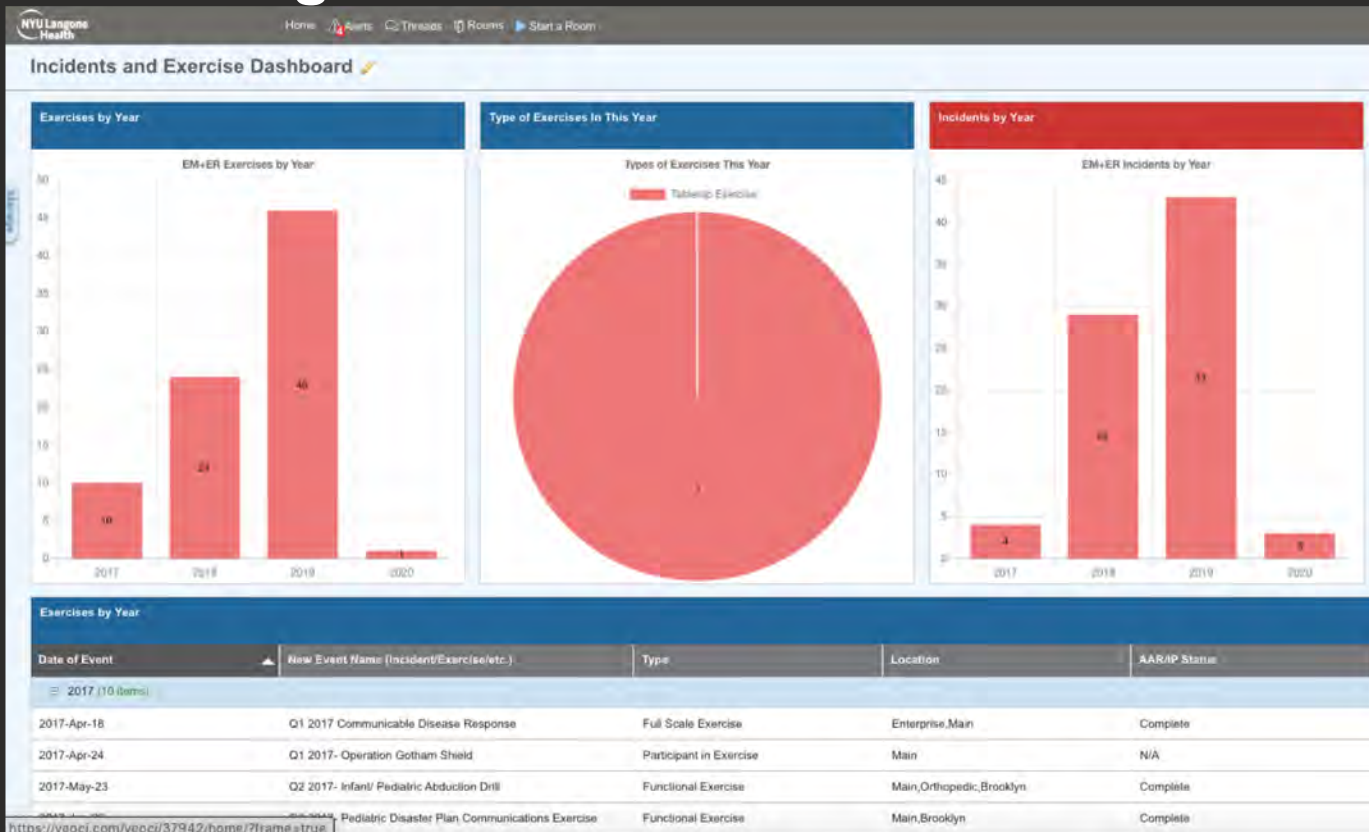 NYU Langone
Health
Home Alerts Threads Rooms Start a Room
Incidents and Exercise Dashboard
Exercises by Year
Type of Exercises In This Year
Incidents by Year
EM+ER Exercises by Year
Types of Exercises This Year
EM+ER Incidents by Year
Tabletop Exercise
50
45
40
35
30
25
20
15
10
5
0
10
24
46
1
2017 2018 2019 2020
1
45
40
35
30
25
20
15
10
5
0
4
29
43
3
2017 2018 2019 2020
Exercises by Year
Date of Event New Event Name (Incident/Exercise/etc.) Type Location AAR/IP Status
2017 (10 items)
2017-Apr-18 Q1 2017 Communicable Disease Response Full Scale Exercise Enterprise,Main Complete
2017-Apr-24 Q1 2017- Operation Gotham Shield Participant in Exercise Main N/A
2017-May-23 Q2 2017- Infant/ Pediatric Abduction Drill Functional Exercise Main,Orthopedic,Brooklyn Complete
Pediatric Disaster Plan Communications Exercise Functional Exercise Main,Brooklyn Complete
https://veoci.com/veoci/37942/home/?frame=true